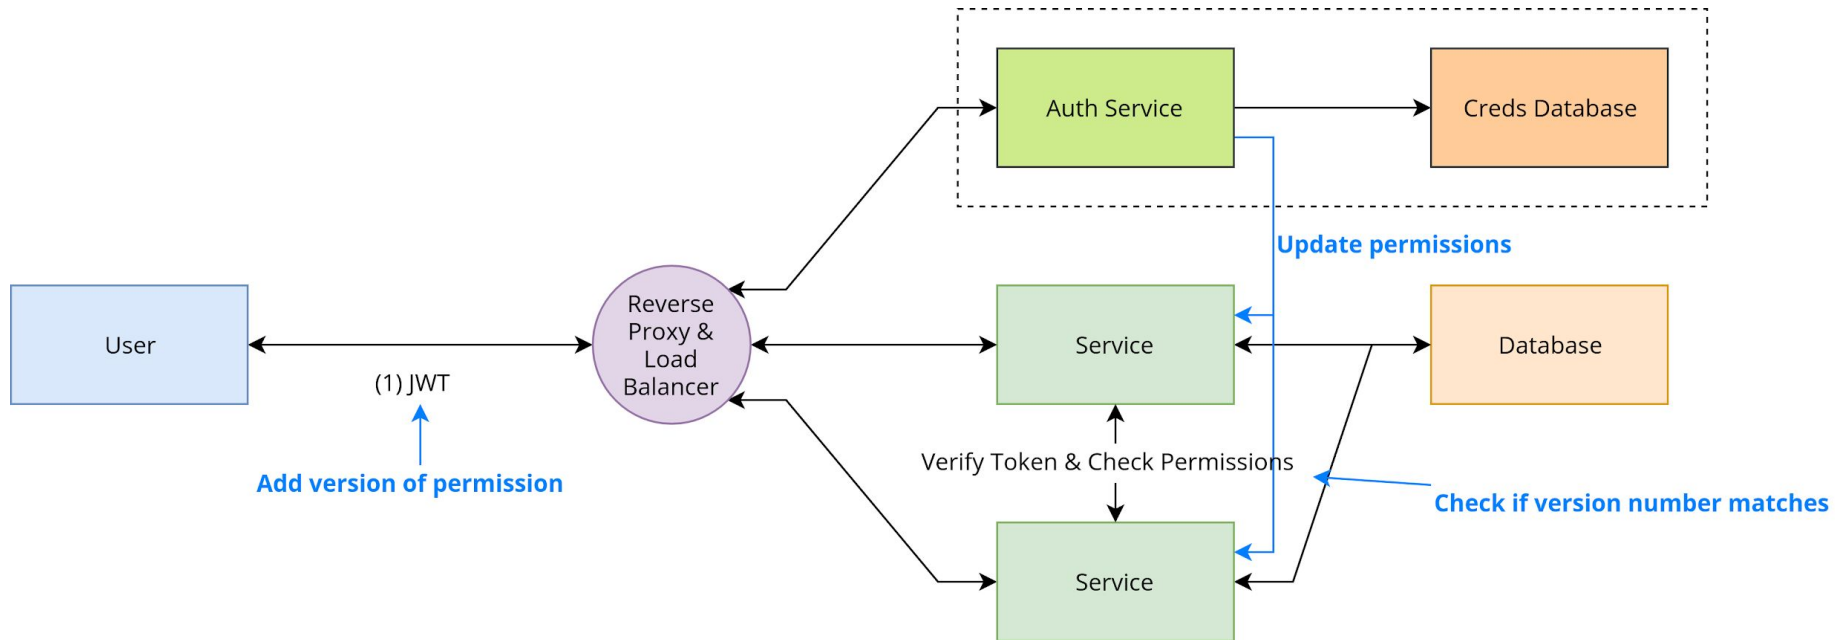 Auth Service
Creds Database
Update permissions
User
Reverse
Proxy &
Load
Balancer
Service
Database
(1) JWT
Add version of permission
Verify Token & Check Permissions
Check if version number matches
Service